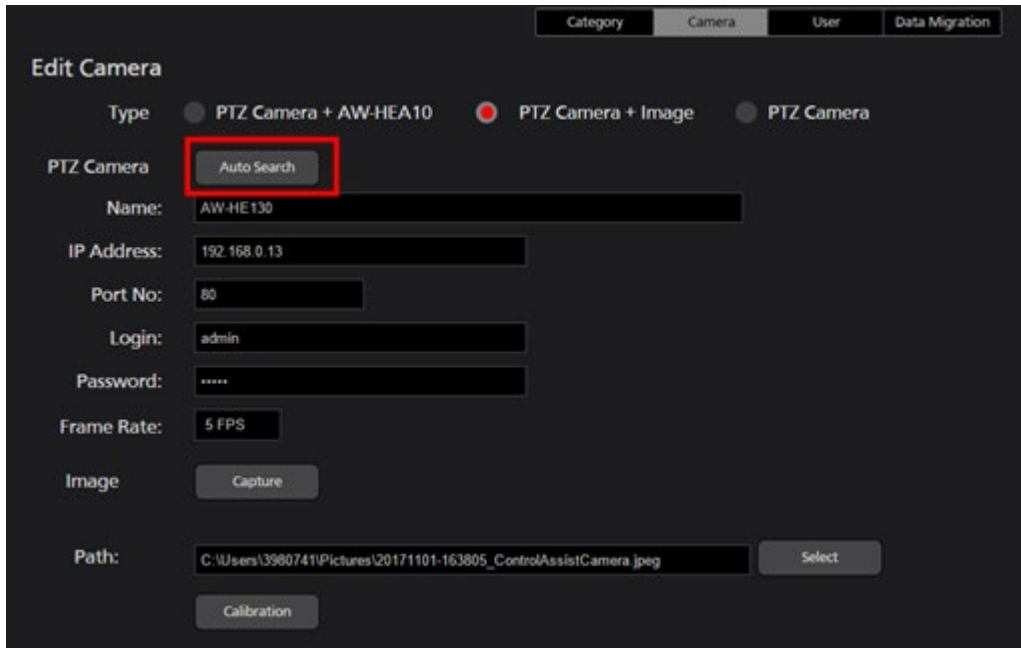 Category Camera User Data Migration
Edit Camera
Type PTZ Camera + AW-HEA10 PTZ Camera + Image PTZ Camera
PTZ Camera Auto Search
Name: AW-HE130
IP Address: 192.168.0.13
Port No: 80
Login: admin
Password: •••••
Frame Rate: 5 FPS
Image Capture
Path: C:\Users\3980741\Pictures\20171101-163805_ControlAssistCamera.jpeg Select
Calibration